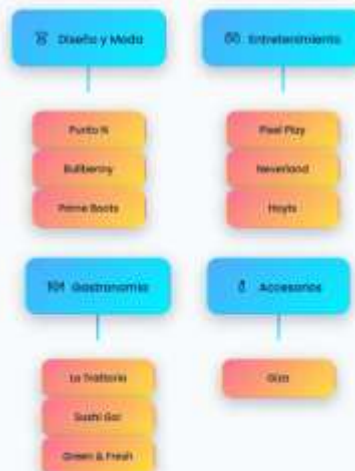 Diseño y Moda
Entretenimiento
Punto N
Pixel Play
Bullbenny
Neverland
Prime Boots
Hoyts
Gastronomía
Accesorios
La Trattoria
Giza
Sushi Go!
Green & Fresh